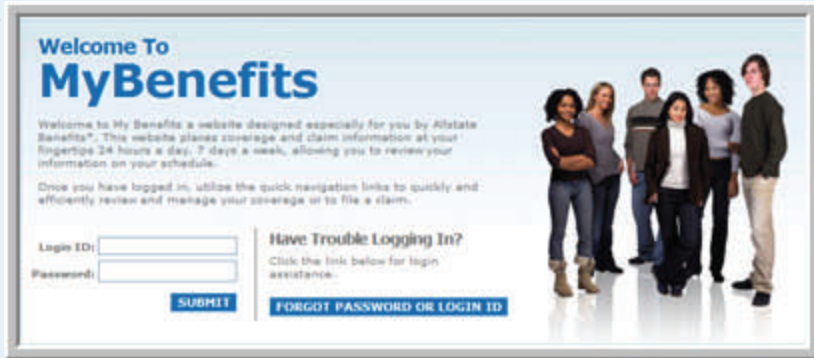 Welcome To
MyBenefits
Welcome to My Benefits a website designed especially for you by Allstate
Benefits®. This website places coverage and claim information at your
fingertips 24 hours a day, 7 days a week, allowing you to review your
information on your schedule.
Once you have logged in, utilize the quick navigation links to quickly and
efficiently review and manage your coverage or to file a claim.
Login ID:
Password:
SUBMIT
Have Trouble Logging In?
Click the link below for login
assistance.
FORGOT PASSWORD OR LOGIN ID